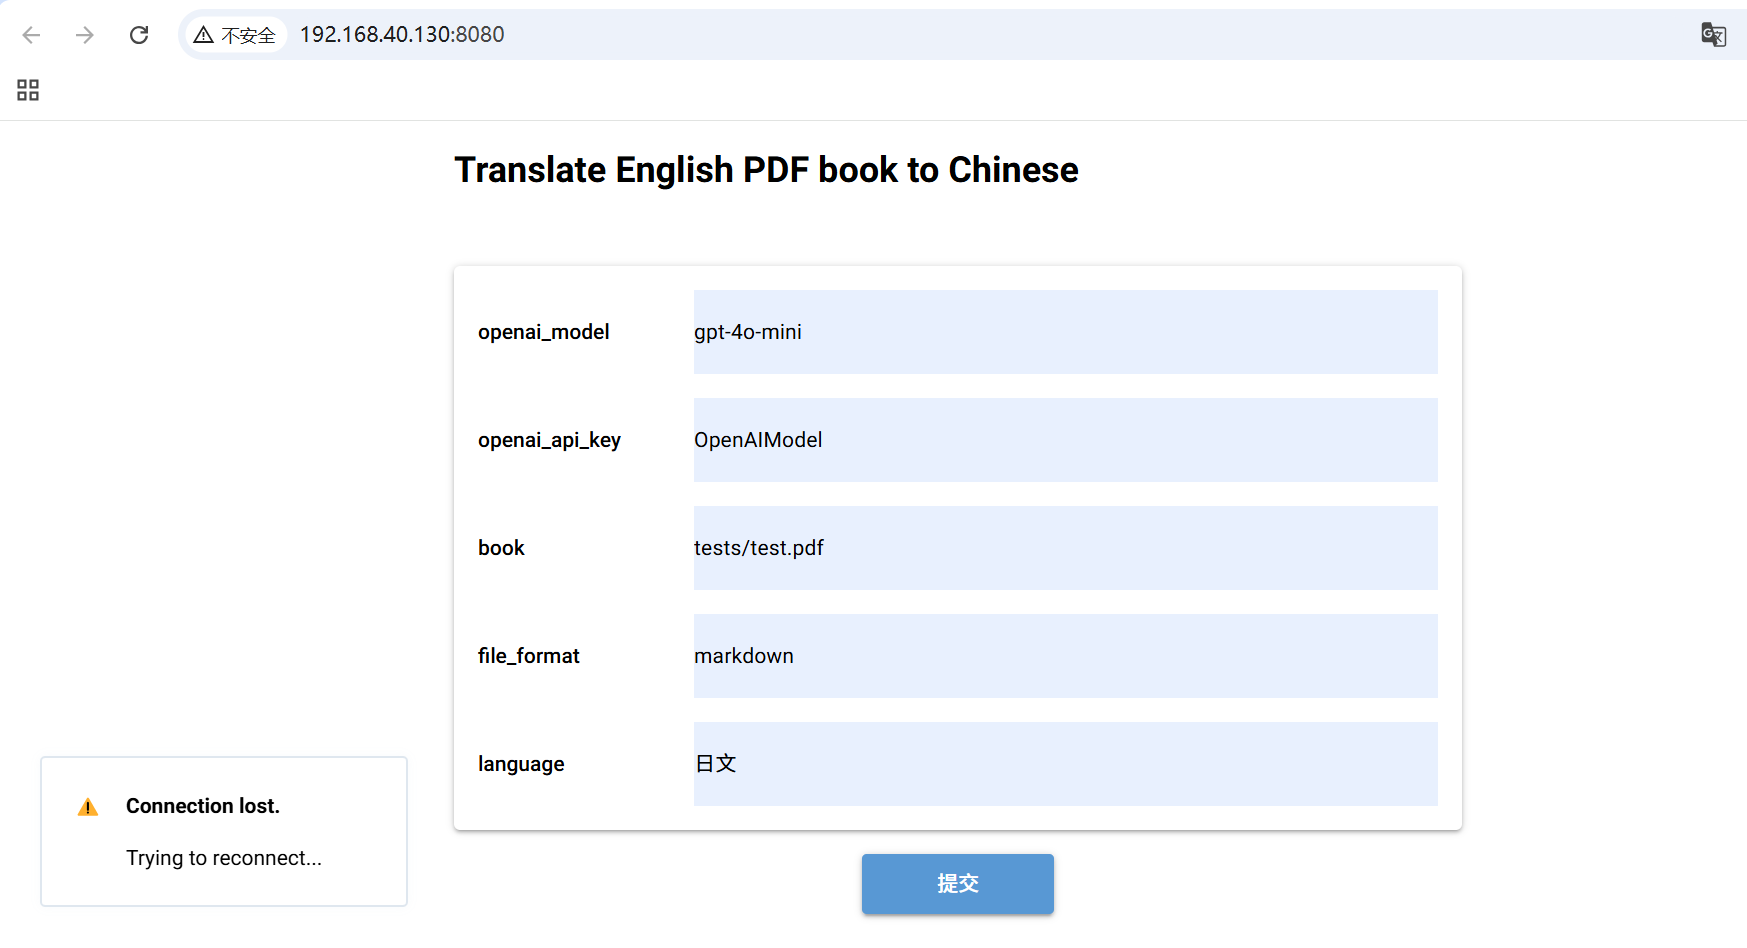 不安全
192.168.40.130:8080
Translate English PDF book to Chinese
openai_model
gpt-4o-mini
openai_api_key
OpenAIModel
book
tests/test.pdf
file_format
markdown
language
日文
Connection lost.
Trying to reconnect...
提交